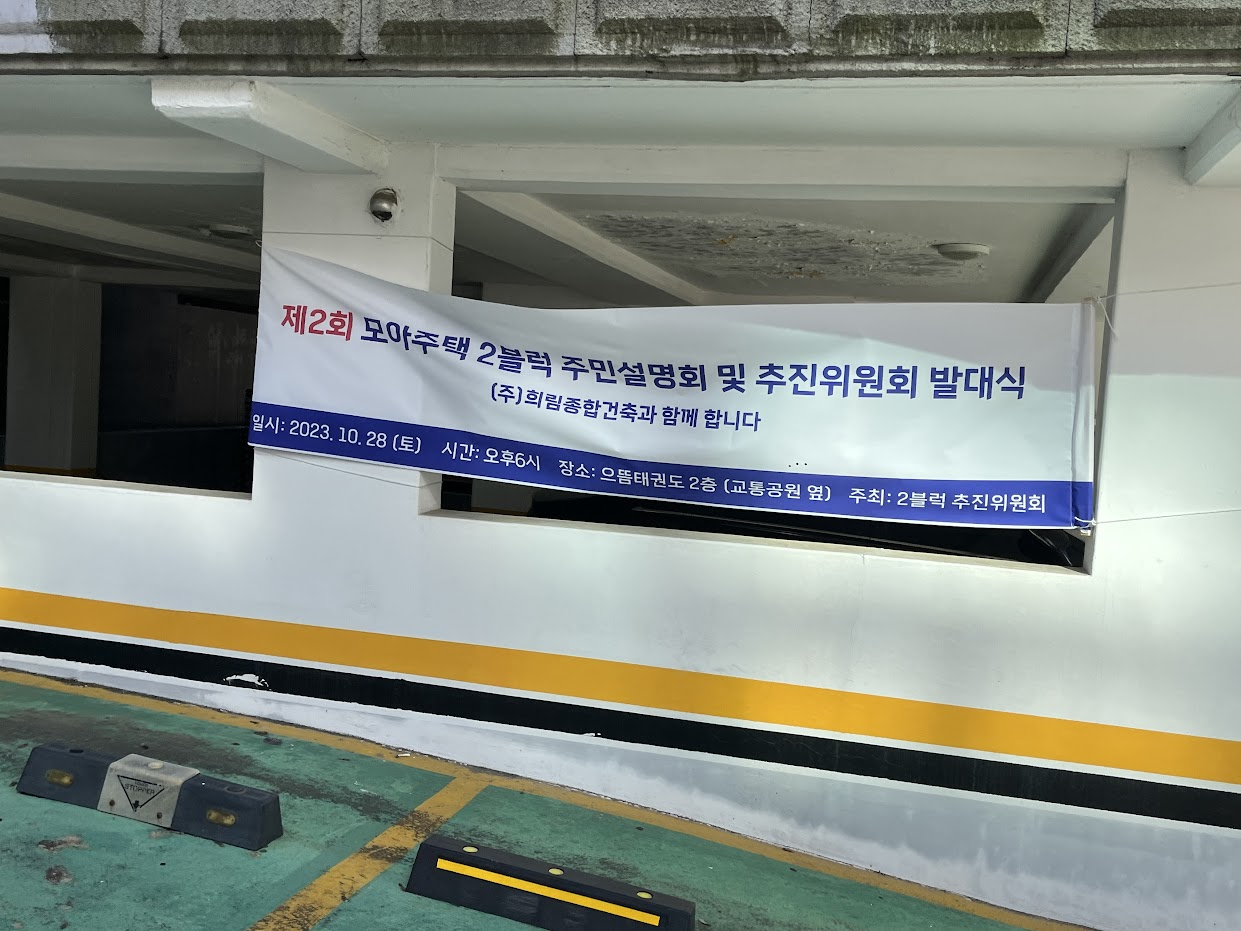 제2회 모아주택 2블럭 주민설명회 및 추진위원회 발대식
(주)희림종합건축과 함께 합니다
일시: 2023. 10. 28 (토) 시간: 오후6시 장소: 으뜸태권도 2층 (교통공원 옆) 주최: 2블럭 추진위원회
STOPPER